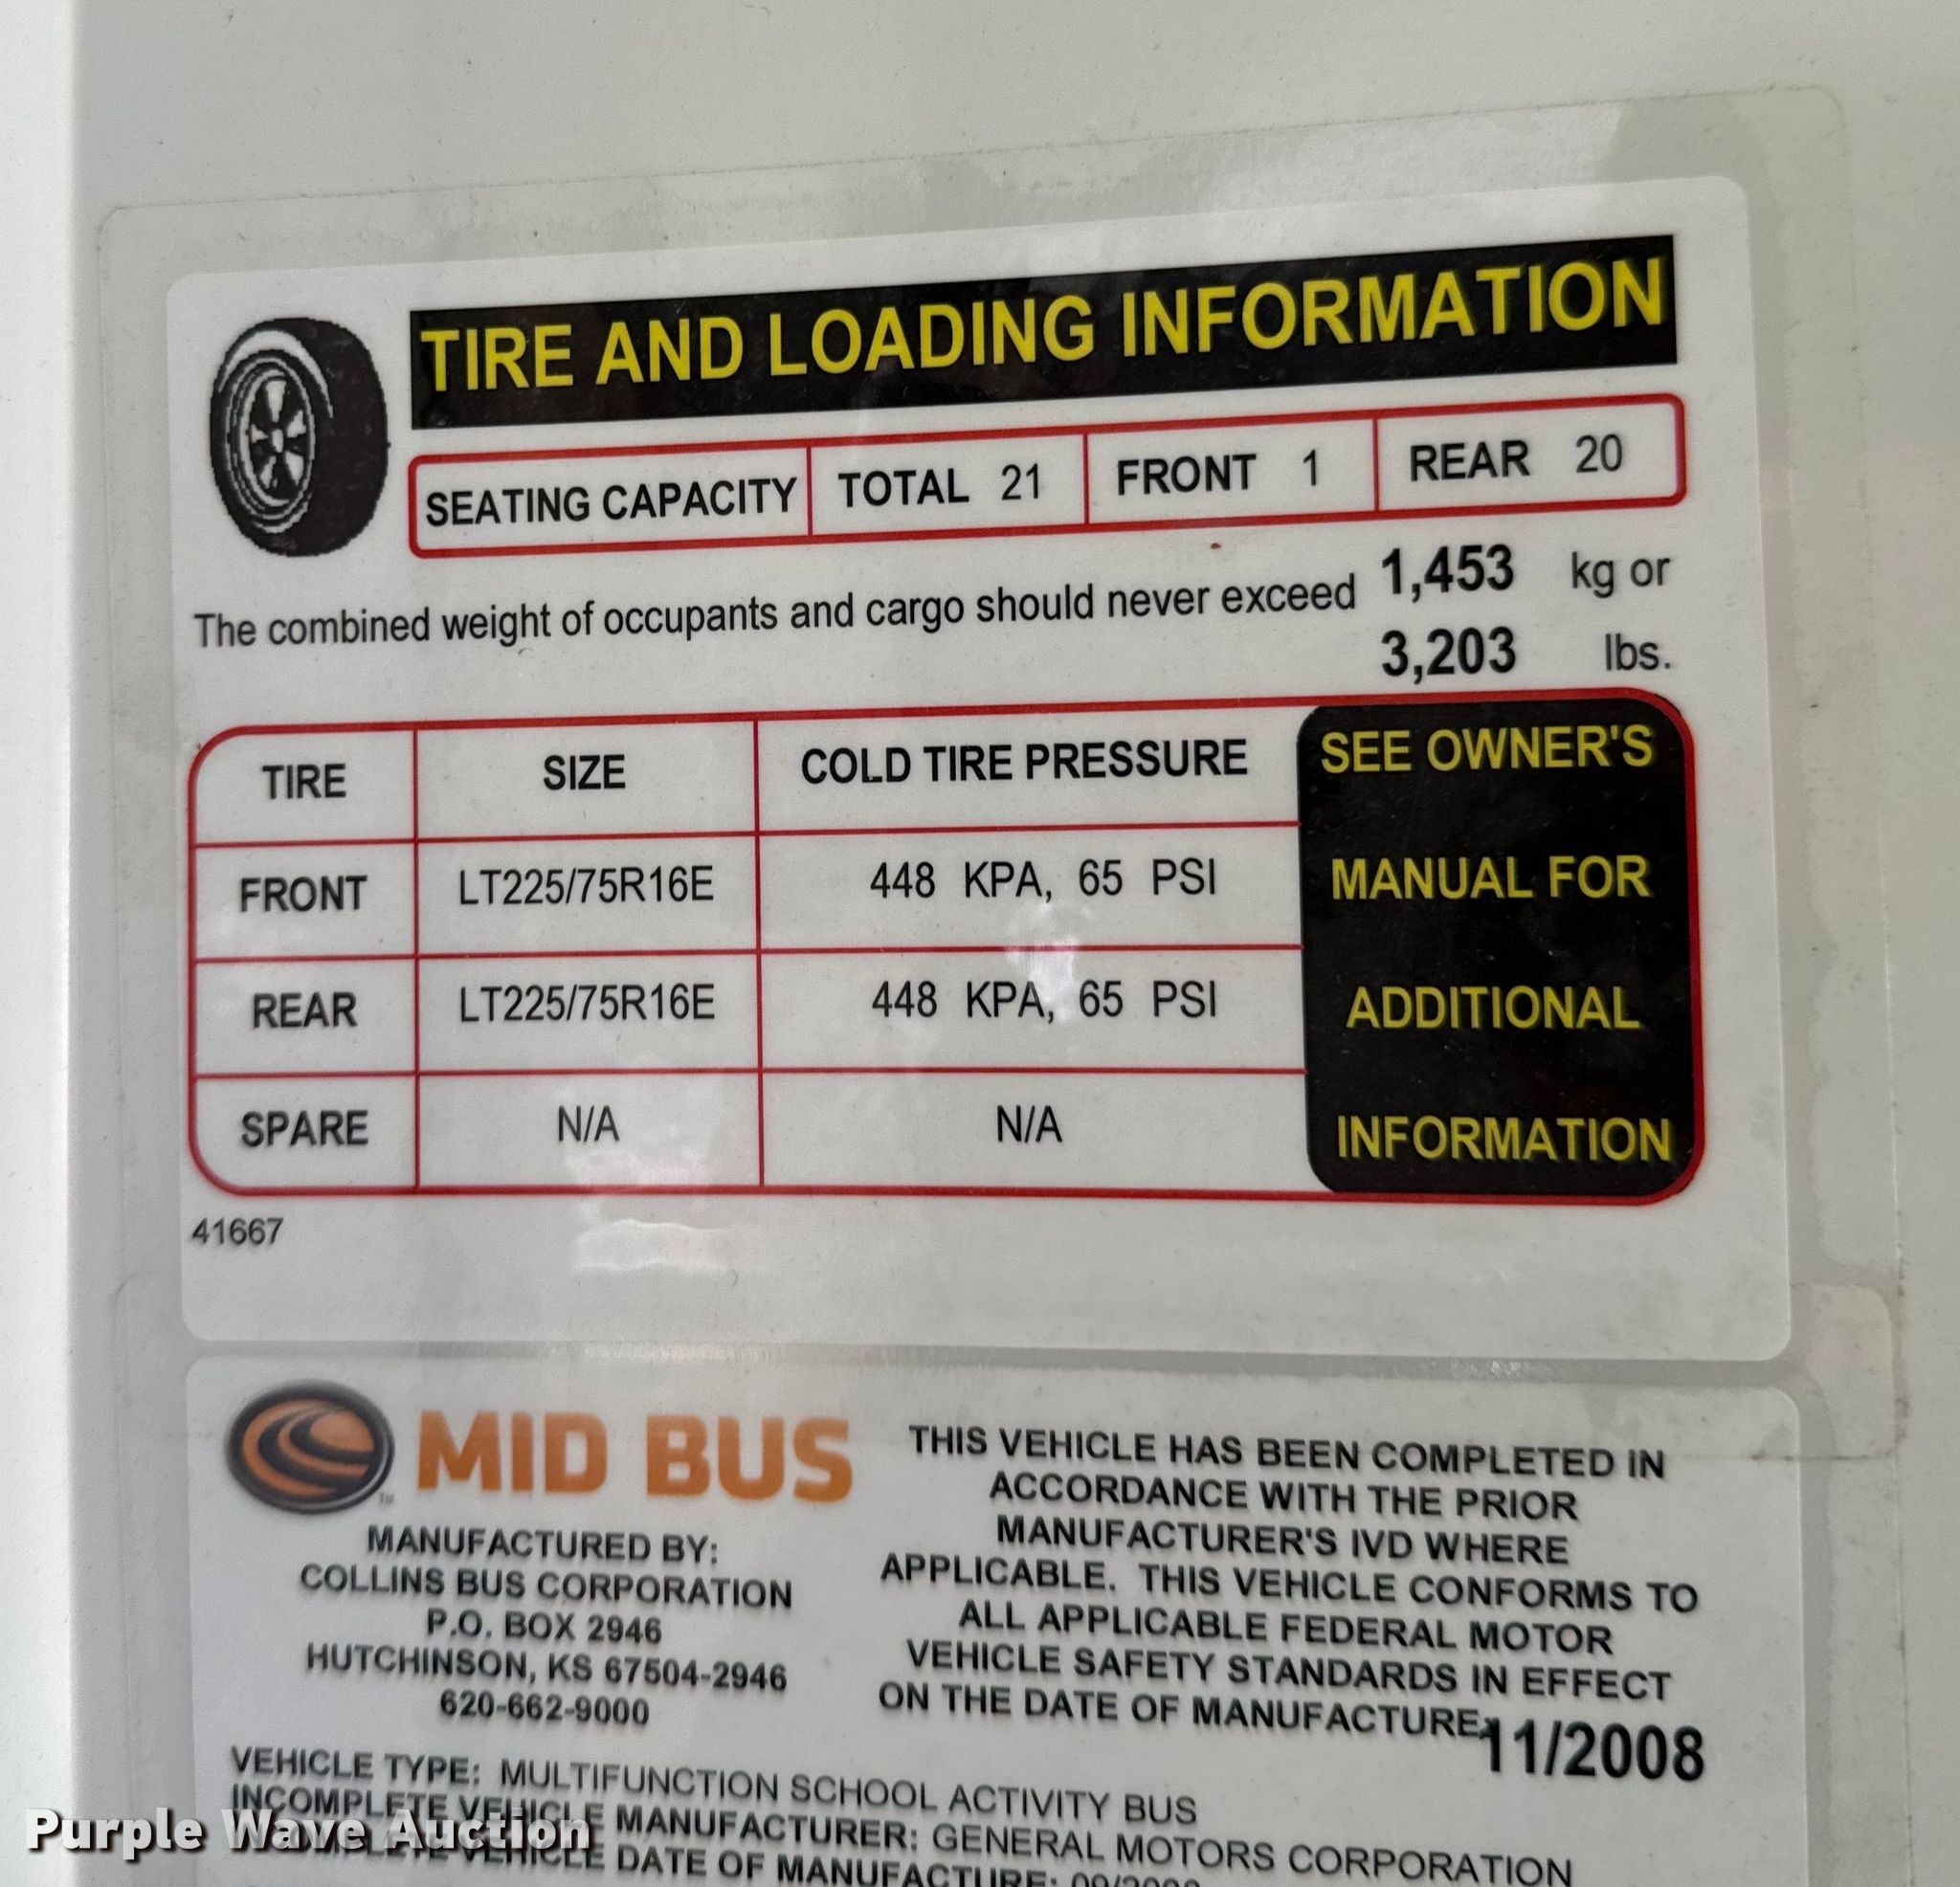 TIRE AND LOADING INFORMATION
SEATING CAPACITY TOTAL 21 FRONT 1 REAR 20
The combined weight of occupants and cargo should never exceed 1,453 kg or
3,203 lbs.
TIRE SIZE COLD TIRE PRESSURE SEE OWNER'S
FRONT LT225/75R16E 448 KPA, 65 PSI MANUAL FOR
REAR LT225/75R16E 448 KPA, 65 PSI ADDITIONAL
SPARE N/A N/A INFORMATION
41667
MID BUS
TM
MANUFACTURED BY:
COLLINS BUS CORPORATION
P.O. BOX 2946
HUTCHINSON, KS 67504-2946
620-662-9000
THIS VEHICLE HAS BEEN COMPLETED IN
ACCORDANCE WITH THE PRIOR
MANUFACTURER'S IVD WHERE
APPLICABLE. THIS VEHICLE CONFORMS TO
ALL APPLICABLE FEDERAL MOTOR
VEHICLE SAFETY STANDARDS IN EFFECT
ON THE DATE OF MANUFACTURE
11/2008
VEHICLE TYPE: MULTIFUNCTION SCHOOL ACTIVITY BUS
INCOMPLETE VEHICLE MANUFACTURER: GENERAL MOTORS CORPORATION
INCOMPLETE VEHICLE DATE OF MANUFACTURE:
Purple Wave Auction